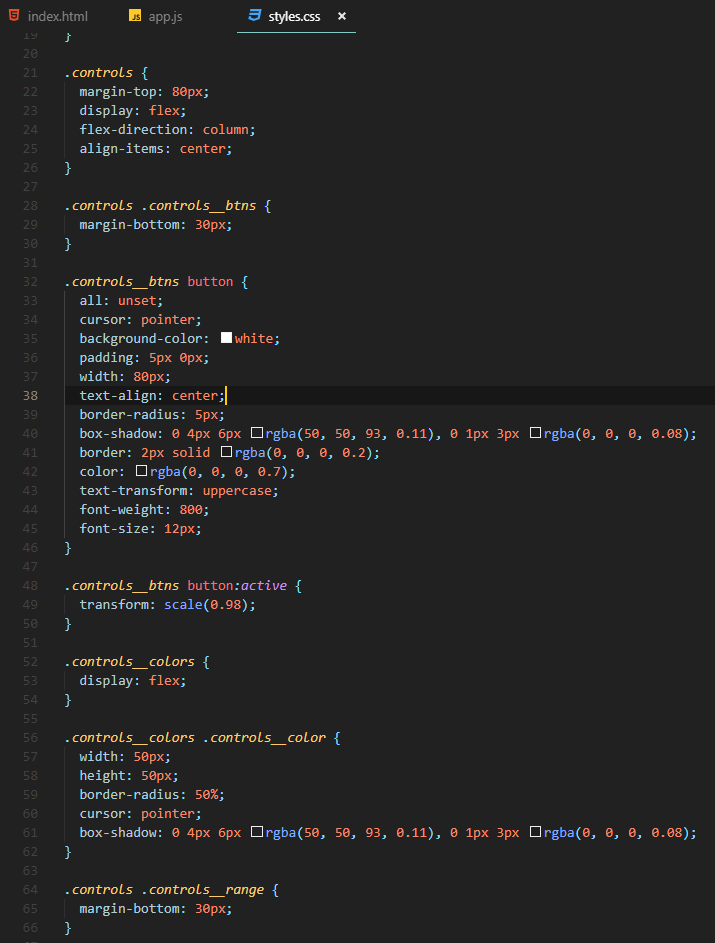 index.html app.js styles.css ×
19 }
20
21 .controls {
22 margin-top: 80px;
23 display: flex;
24 flex-direction: column;
25 align-items: center;
26 }
27
28 .controls .controls__btns {
29 margin-bottom: 30px;
30 }
31
32 .controls__btns button {
33 all: unset;
34 cursor: pointer;
35 background-color: white;
36 padding: 5px 0px;
37 width: 80px;
38 text-align: center;
39 border-radius: 5px;
40 box-shadow: 0 4px 6px rgba(50, 50, 93, 0.11), 0 1px 3px rgba(0, 0, 0, 0.08);
41 border: 2px solid rgba(0, 0, 0, 0.2);
42 color: rgba(0, 0, 0, 0.7);
43 text-transform: uppercase;
44 font-weight: 800;
45 font-size: 12px;
46 }
47
48 .controls__btns button:active {
49 transform: scale(0.98);
50 }
51
52 .controls__colors {
53 display: flex;
54 }
55
56 .controls__colors .controls__color {
57 width: 50px;
58 height: 50px;
59 border-radius: 50%;
60 cursor: pointer;
61 box-shadow: 0 4px 6px rgba(50, 50, 93, 0.11), 0 1px 3px rgba(0, 0, 0, 0.08);
62 }
63
64 .controls .controls__range {
65 margin-bottom: 30px;
66 }